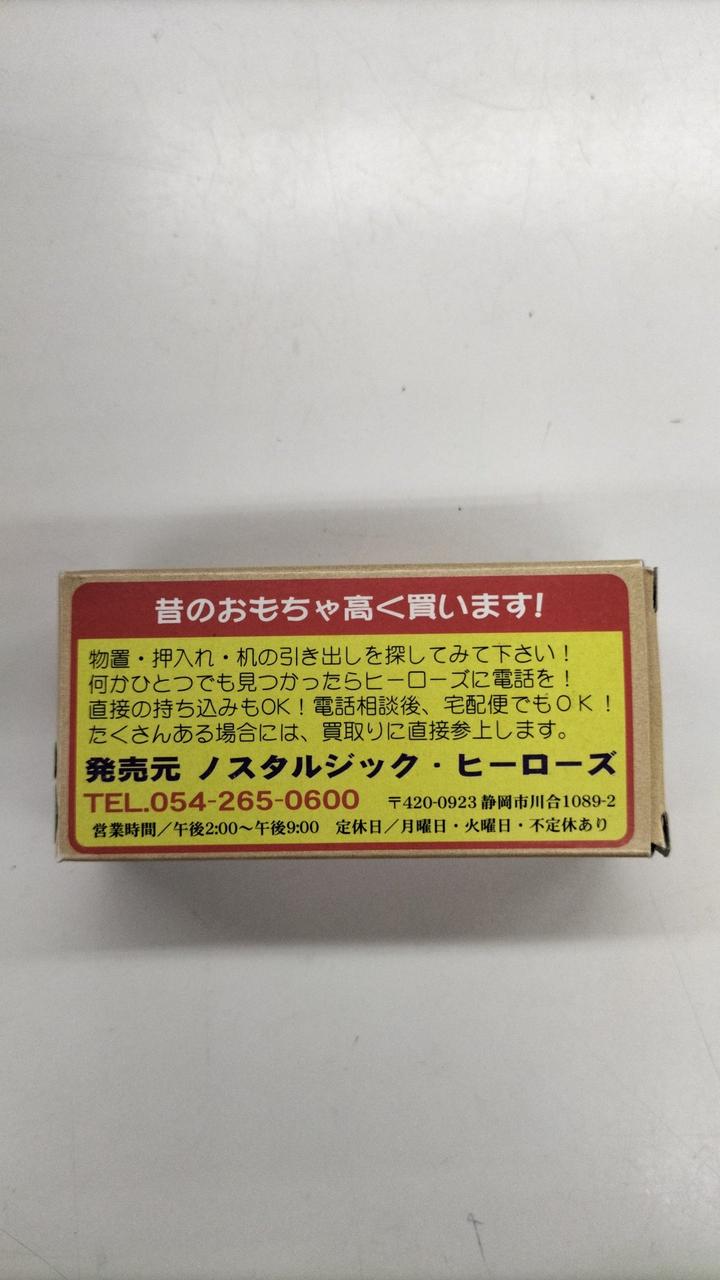 昔のおもちゃ高く買います!
物置・押入れ・机の引き出しを探してみて下さい!
何かひとつでも見つかったらヒーローズに電話を!
直接の持ち込みもOK!電話相談後、宅配便でもOK!
たくさんある場合には、買取りに直接参上します。
発売元 ノスタルジック・ヒーローズ
TEL.054-265-0600 〒420-0923 静岡市川合1089-2
営業時間/午後2:00〜午後9:00 定休日/月曜日・火曜日・不定休あり